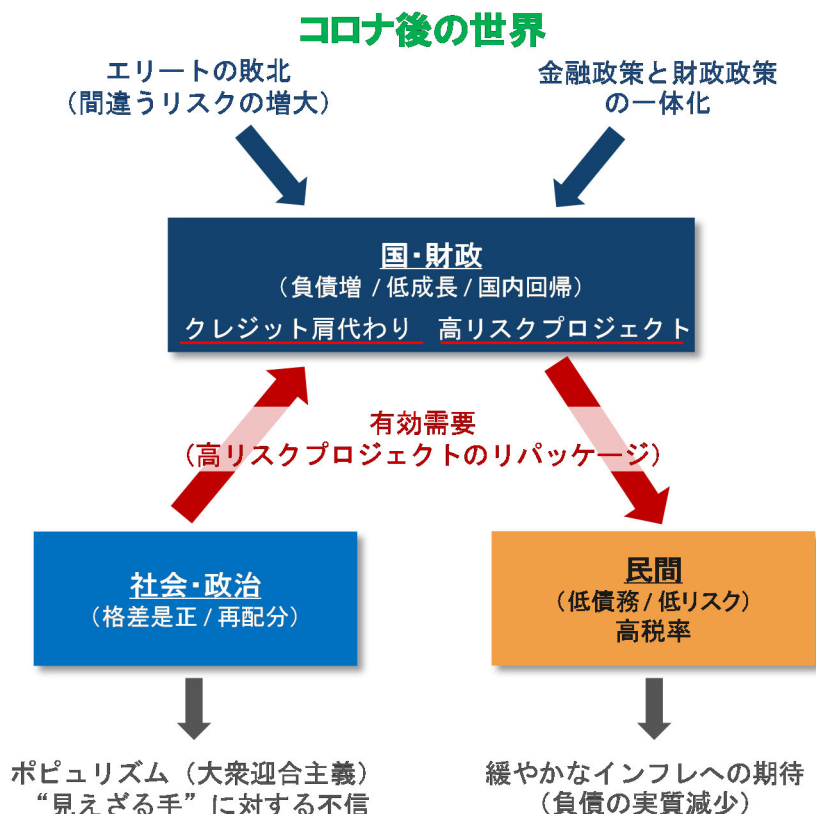 コロナ後の世界
エリートの敗北
（間違うリスクの増大）
金融政策と財政政策
の一体化
国・財政
（負債増 / 低成長 / 国内回帰）
クレジット肩代わり　高リスクプロジェクト
有効需要
（高リスクプロジェクトのリパッケージ）
社会・政治
（格差是正 / 再配分）
民間
（低債務 / 低リスク）
高税率
ポピュリズム（大衆迎合主義）
“見えざる手”に対する不信
緩やかなインフレへの期待
（負債の実質減少）